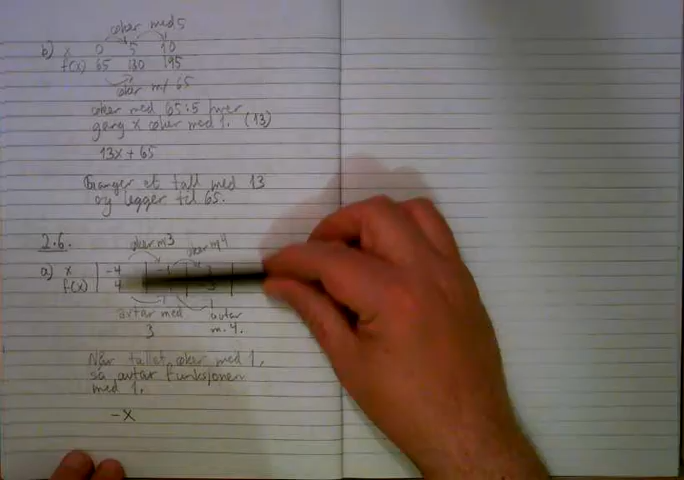 øker med 5
b) x 0 5 10
f(x) 65 130 195
øker m/ 65
øker med 65:5 hver
gang x øker med 1. (13)
13x + 65
Ganger et tall med 13
og legger til 65.
2.6.
øker m 3 øker m 4
a) x -4 -1 3
f(x) 4
avtar med avtar
3 m. 4.
Når tallet øker med 1,
så avtar funksjonen
med 1.
-x